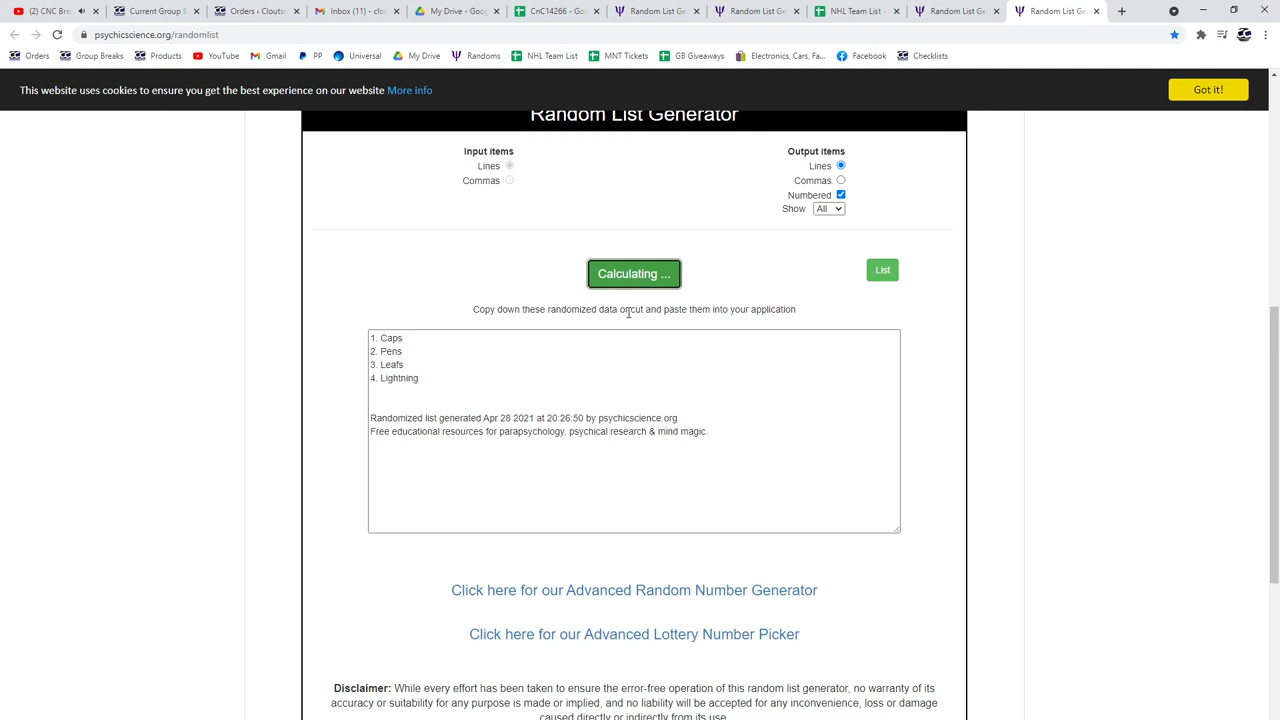 (2) CNC Bre
Current Group B
Orders ‹ Clouts
Inbox (11) - clo
My Drive - Goog
CnC14266 - Goo
Random List Ge
Random List Ge
NHL Team List -
Random List Ge
Random List Ge
psychicscience.org/randomlist
Orders
Group Breaks
Products
YouTube
Gmail
PP
Universal
My Drive
Randoms
NHL Team List
MNT Tickets
GB Giveaways
Electronics, Cars, Fa...
Facebook
Checklists
This website uses cookies to ensure you get the best experience on our website More info
Got it!
Random List Generator
Input items
Output items
Lines
Lines
Commas
Commas
Numbered
Show All
Calculating ...
List
Copy down these randomized data or cut and paste them into your application
1. Caps
2. Pens
3. Leafs
4. Lightning
Randomized list generated Apr 28 2021 at 20:26:50 by psychicscience.org
Free educational resources for parapsychology, psychical research & mind magic.
Click here for our Advanced Random Number Generator
Click here for our Advanced Lottery Number Picker
Disclaimer: While every effort has been taken to ensure the error-free operation of this random list generator, no warranty of its
accuracy or suitability for any purpose is made or implied, and no liability will be accepted for any inconvenience, loss or damage
caused directly or indirectly from its use